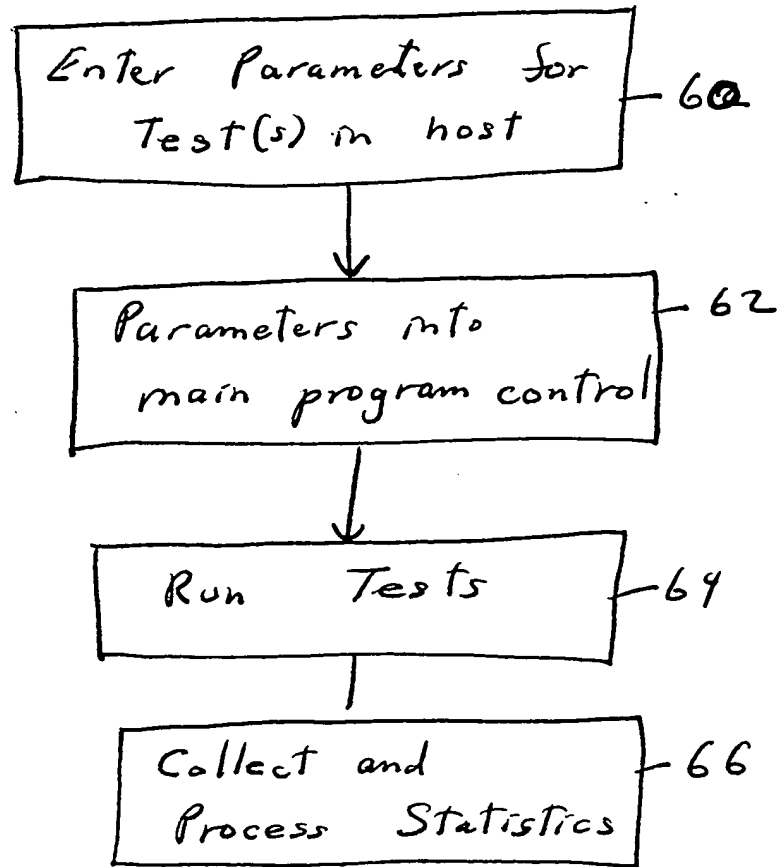 Enter Parameters for
Test(s) in host
60
Parameters into
main program control
62
Run Tests
64
Collect and
Process Statistics
66